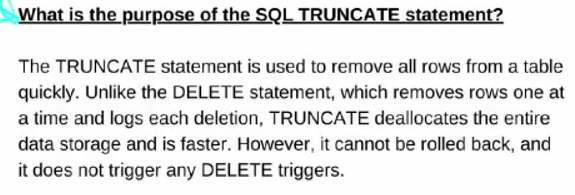 What is the purpose of the SQL TRUNCATE statement?
The TRUNCATE statement is used to remove all rows from a table
quickly. Unlike the DELETE statement, which removes rows one at
a time and logs each deletion, TRUNCATE deallocates the entire
data storage and is faster. However, it cannot be rolled back, and
it does not trigger any DELETE triggers.